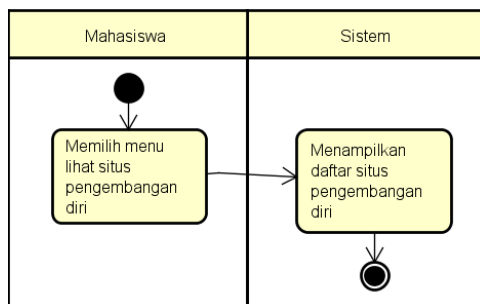 Mahasiswa
Sistem
Memilih menu
lihat situs
pengembangan
diri
Menampilkan
daftar situs
pengembangan
diri